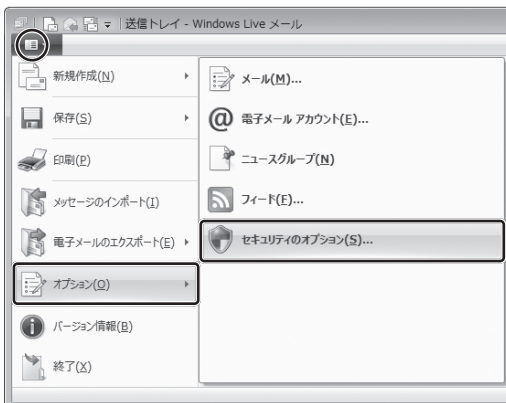 送信トレイ - Windows Live メール
新規作成(N)
保存(S)
印刷(P)
メッセージのインポート(I)
電子メールのエクスポート(E)
オプション(O)
バージョン情報(B)
終了(X)
メール(M)...
電子メール アカウント(E)...
ニュースグループ(N)
フィード(F)...
セキュリティのオプション(S)...